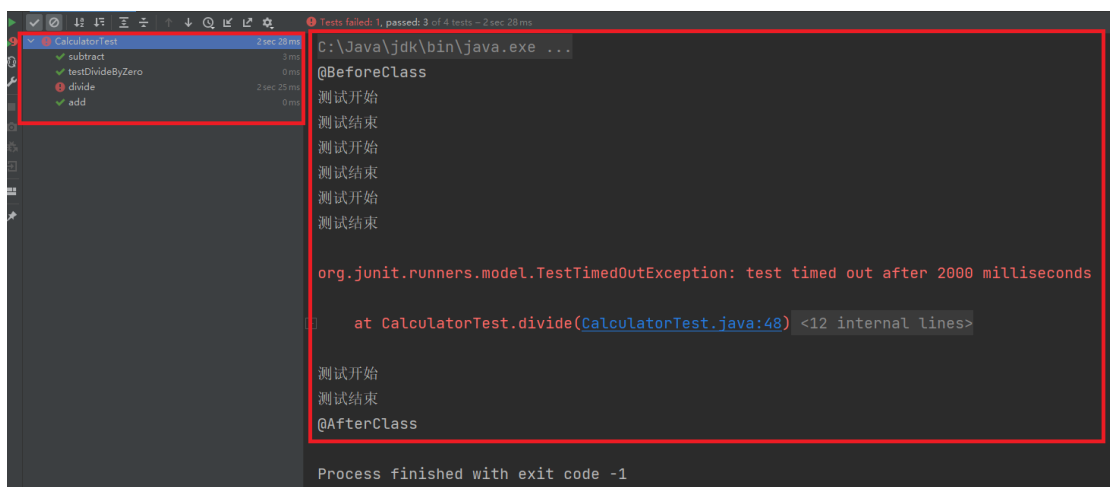 Tests failed: 1, passed: 3 of 4 tests – 2 sec 28 ms
CalculatorTest 2 sec 28 ms
subtract 3 ms
testDivideByZero 0 ms
divide 2 sec 25 ms
add 0 ms
C:\Java\jdk\bin\java.exe ...
@BeforeClass
测试开始
测试结束
测试开始
测试结束
测试开始
测试结束
org.junit.runners.model.TestTimedOutException: test timed out after 2000 milliseconds
at CalculatorTest.divide(CalculatorTest.java:48) <12 internal lines>
测试开始
测试结束
@AfterClass
Process finished with exit code -1